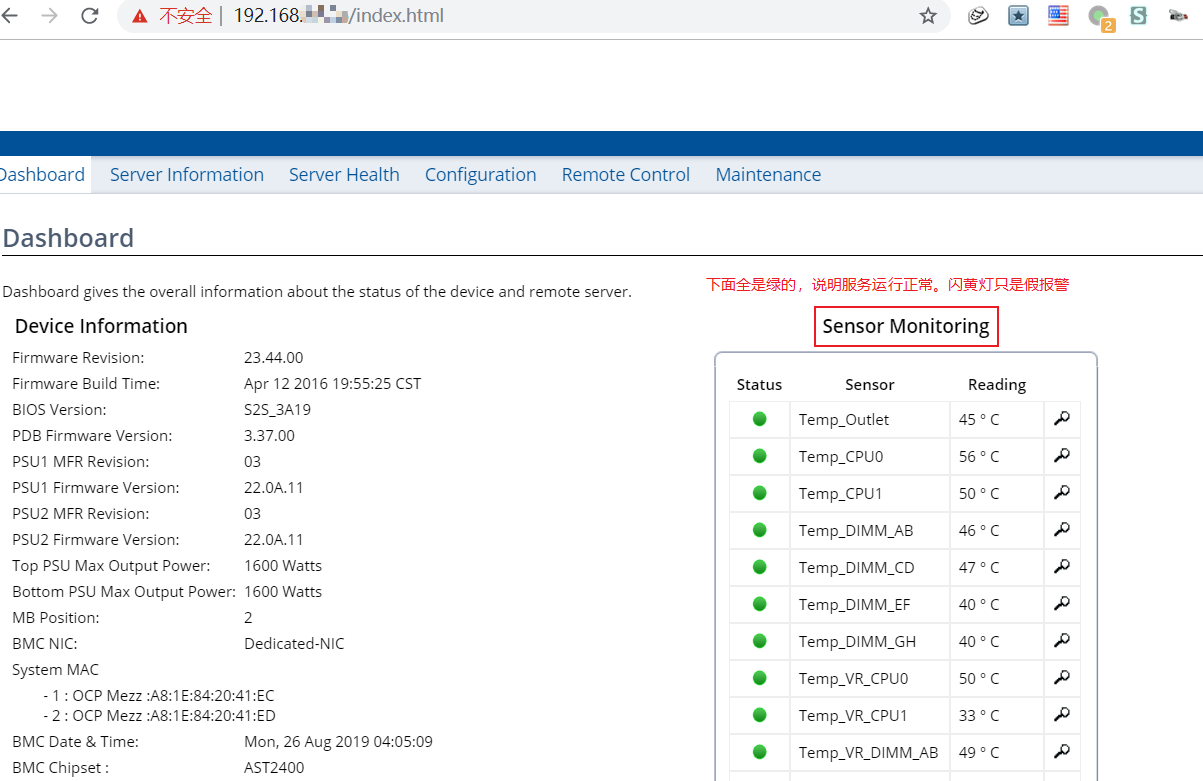 不安全 | 192.168. /index.html
2
Dashboard Server Information Server Health Configuration Remote Control Maintenance
Dashboard
Dashboard gives the overall information about the status of the device and remote server.
下面全是绿的，说明服务运行正常。闪黄灯只是假报警
Device Information
Firmware Revision: 23.44.00
Firmware Build Time: Apr 12 2016 19:55:25 CST
BIOS Version: S2S_3A19
PDB Firmware Version: 3.37.00
PSU1 MFR Revision: 03
PSU1 Firmware Version: 22.0A.11
PSU2 MFR Revision: 03
PSU2 Firmware Version: 22.0A.11
Top PSU Max Output Power: 1600 Watts
Bottom PSU Max Output Power: 1600 Watts
MB Position: 2
BMC NIC: Dedicated-NIC
System MAC
- 1 : OCP Mezz :A8:1E:84:20:41:EC
- 2 : OCP Mezz :A8:1E:84:20:41:ED
BMC Date & Time: Mon, 26 Aug 2019 04:05:09
BMC Chipset : AST2400
Sensor Monitoring
Status Sensor Reading
Temp_Outlet 45 ° C
Temp_CPU0 56 ° C
Temp_CPU1 50 ° C
Temp_DIMM_AB 46 ° C
Temp_DIMM_CD 47 ° C
Temp_DIMM_EF 40 ° C
Temp_DIMM_GH 40 ° C
Temp_VR_CPU0 50 ° C
Temp_VR_CPU1 33 ° C
Temp_VR_DIMM_AB 49 ° C